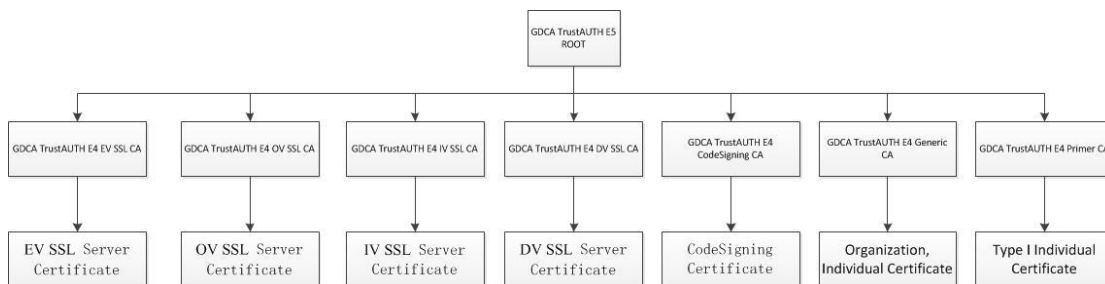 GDCA TrustAUTH E5
ROOT
GDCA TrustAUTH E4 EV SSL CA
GDCA TrustAUTH E4 OV SSL CA
GDCA TrustAUTH E4 IV SSL CA
GDCA TrustAUTH E4 DV SSL CA
GDCA TrustAUTH E4
CodeSigning CA
GDCA TrustAUTH E4 Generic
CA
GDCA TrustAUTH E4 Primer CA
EV SSL Server
Certificate
OV SSL Server
Certificate
IV SSL Server
Certificate
DV SSL Server
Certificate
CodeSigning
Certificate
Organization,
Individual Certificate
Type I Individual
Certificate